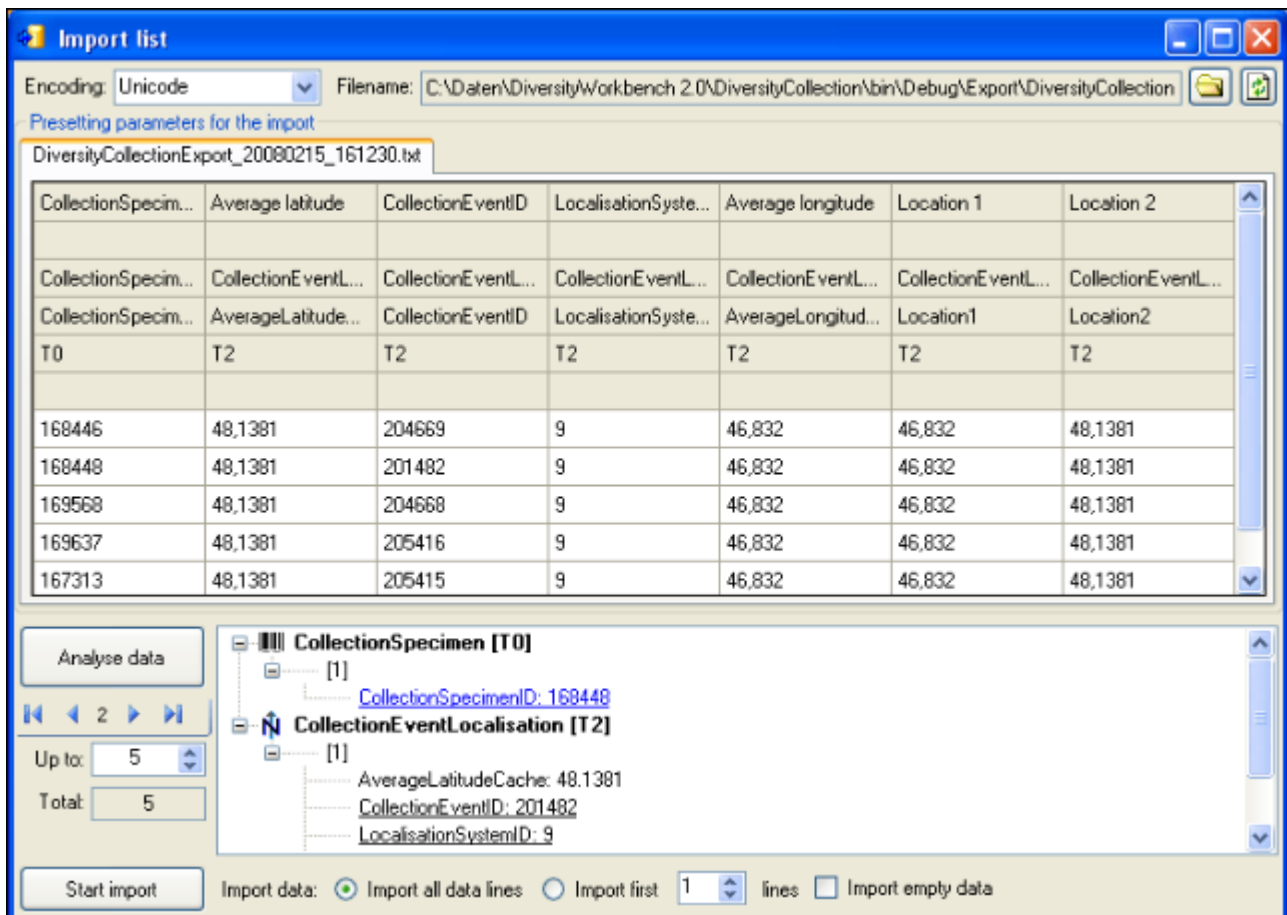 Import list
Encoding: Unicode Filename: C:\Daten\DiversityWorkbench 2.0\DiversityCollection\bin\Debug\Export\DiversityCollection
Presetting parameters for the import
DiversityCollectionExport_20080215_161230.txt
CollectionSpecim... Average latitude CollectionEventID LocalisationSyste... Average longitude Location 1 Location 2
CollectionSpecim... CollectionEventL... CollectionEventL... CollectionEventL... CollectionEventL... CollectionEventL... CollectionEventL...
CollectionSpecim... AverageLatitude... CollectionEventID LocalisationSyste... AverageLongitud... Location1 Location2
T0 T2 T2 T2 T2 T2 T2
168446 48,1381 204669 9 46,832 46,832 48,1381
168448 48,1381 201482 9 46,832 46,832 48,1381
169568 48,1381 204668 9 46,832 46,832 48,1381
169637 48,1381 205416 9 46,832 46,832 48,1381
167313 48,1381 205415 9 46,832 46,832 48,1381
Analyse data
2
Up to: 5
Total: 5
CollectionSpecimen [T0]
[1]
CollectionSpecimenID: 168448
CollectionEventLocalisation [T2]
[1]
AverageLatitudeCache: 48.1381
CollectionEventID: 201482
LocalisationSystemID: 9
Start import Import data: Import all data lines Import first 1 lines Import empty data